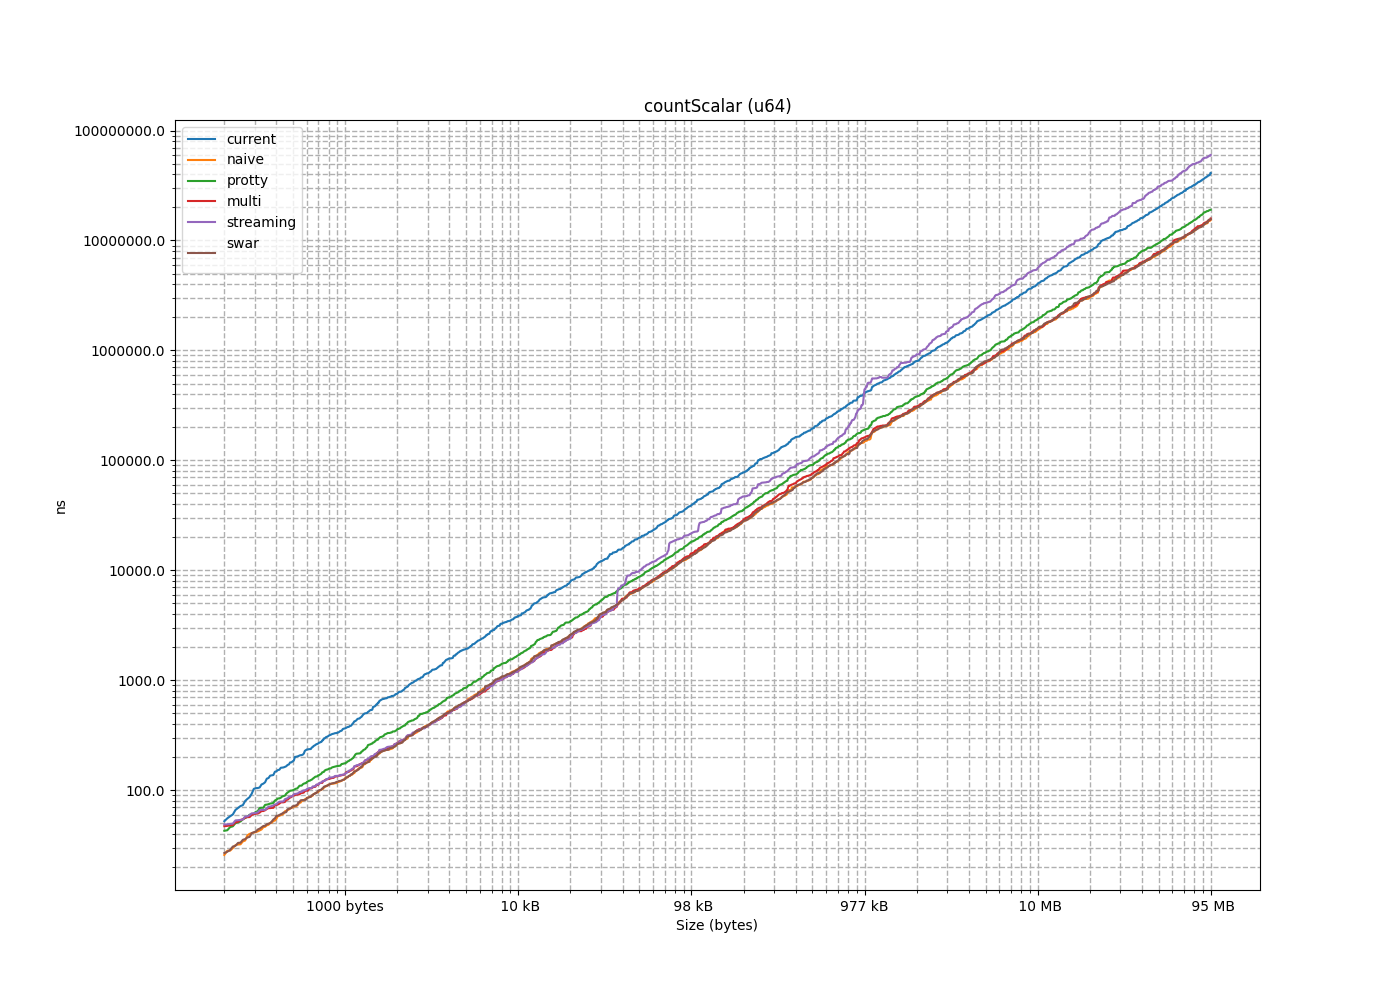 countScalar (u64)
100000000.0
10000000.0
1000000.0
100000.0
10000.0
1000.0
100.0
ns
current
naive
protty
multi
streaming
swar
1000 bytes
10 kB
98 kB
977 kB
10 MB
95 MB
Size (bytes)